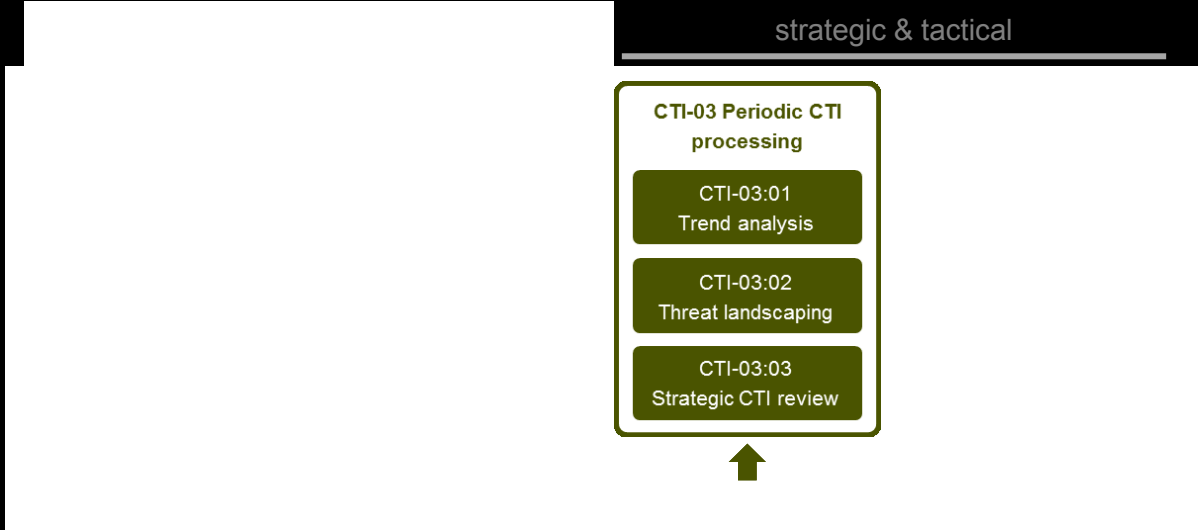 strategic & tactical
CTI-03 Periodic CTI
processing
CTI-03:01
Trend analysis
CTI-03:02
Threat landscaping
CTI-03:03
Strategic CTI review